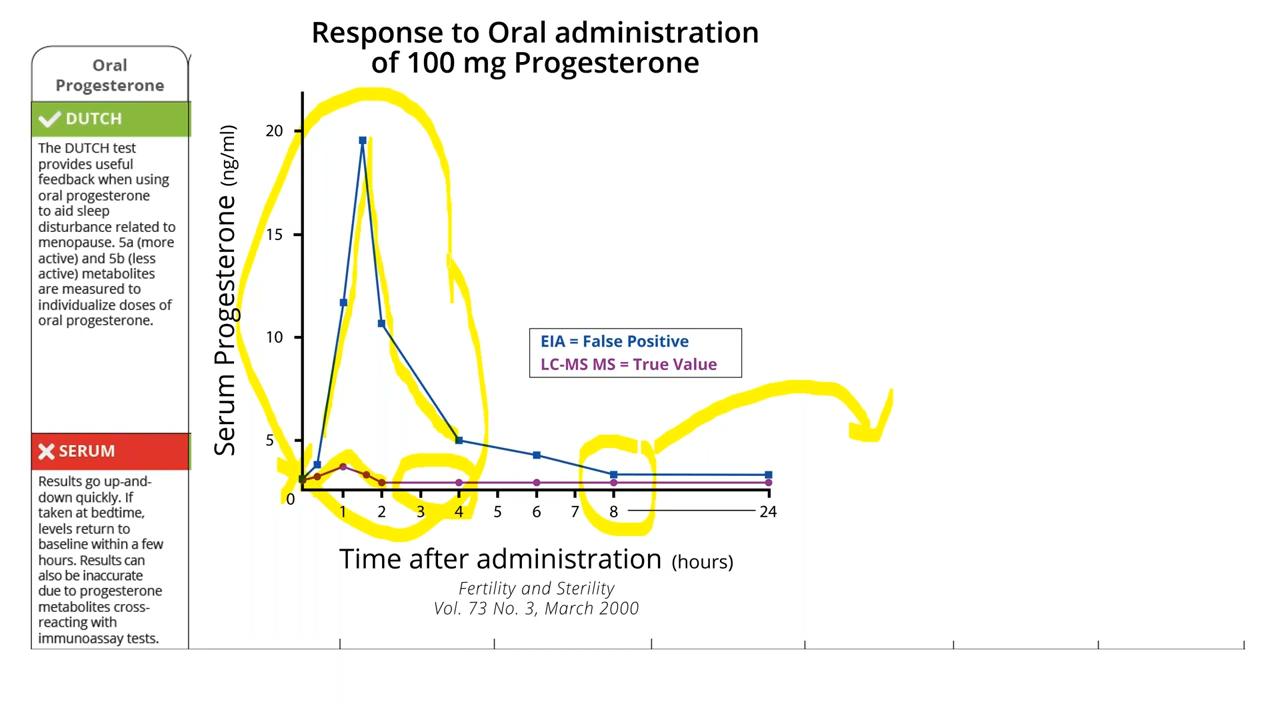 Response to Oral administration
of 100 mg Progesterone
Oral
Progesterone
DUTCH
The DUTCH test
provides useful
feedback when using
oral progesterone
to aid sleep
disturbance related to
menopause. 5a (more
active) and 5b (less
active) metabolites
are measured to
individualize doses of
oral progesterone.
SERUM
Results go up-and-
down quickly. If
taken at bedtime,
levels return to
baseline within a few
hours. Results can
also be inaccurate
due to progesterone
metabolites cross-
reacting with
immunoassay tests.
Serum Progesterone (ng/ml)
20
15
10
5
0
EIA = False Positive
LC-MS MS = True Value
1 2 3 4 5 6 7 8 24
Time after administration (hours)
Fertility and Sterility
Vol. 73 No. 3, March 2000